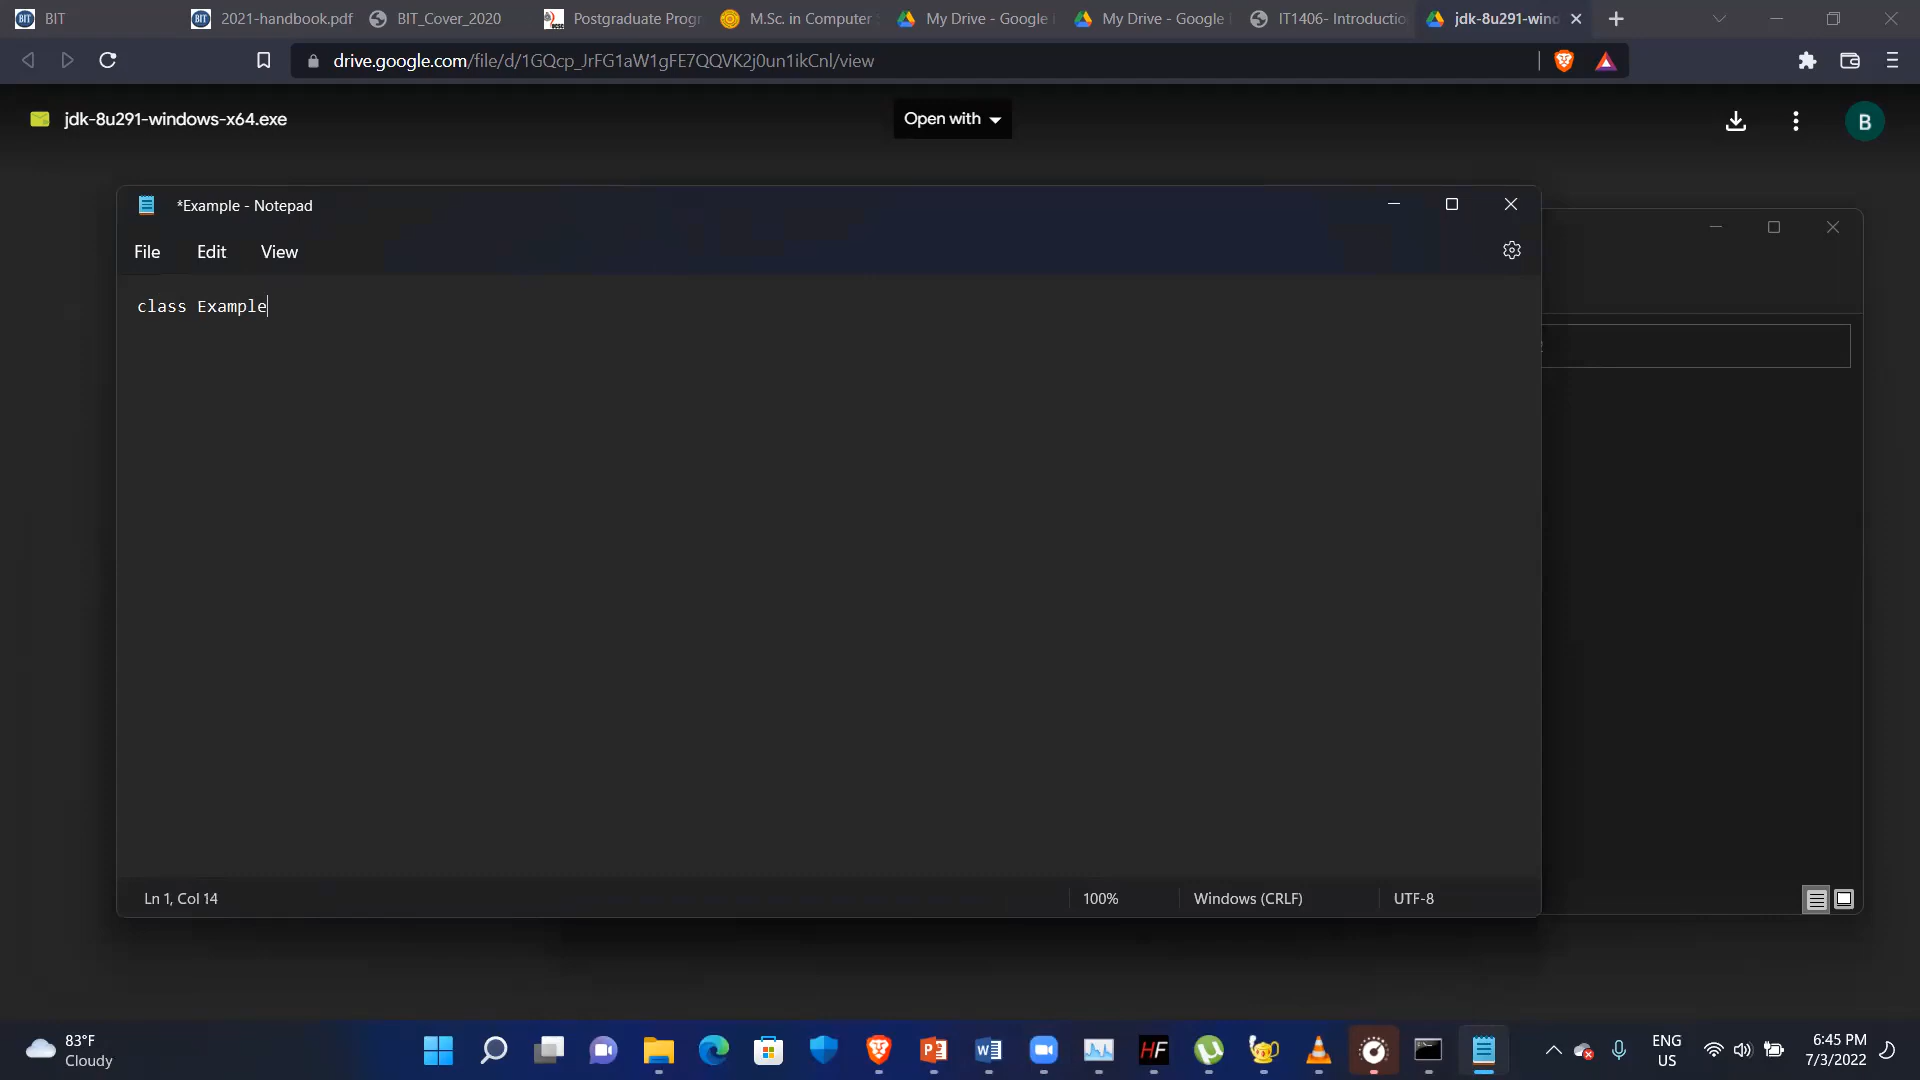 BIT
2021-handbook.pdf
BIT_Cover_2020
Postgraduate Progr
M.Sc. in Computer
My Drive - Google
My Drive - Google
IT1406- Introductio
jdk-8u291-wind
drive.google.com/file/d/1GQcp_JrFG1aW1gFE7QQVK2j0un1ikCnl/view
jdk-8u291-windows-x64.exe
Open with
B
*Example - Notepad
File Edit View
class Example
Ln 1, Col 14
100%
Windows (CRLF)
UTF-8
83°F
Cloudy
HF
ENG
US
6:45 PM
7/3/2022